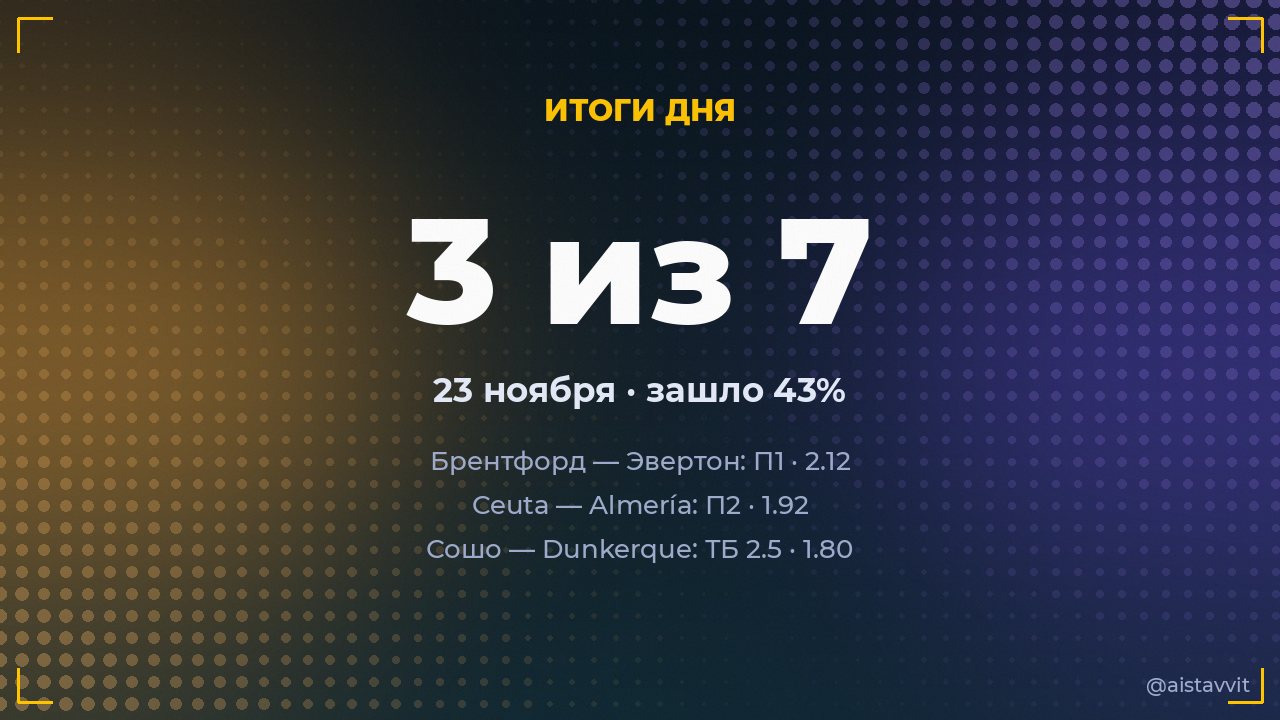 ИТОГИ ДНЯ
3 из 7
23 ноября · зашло 43%
Брентфорд — Эвертон: П1 · 2.12
Ceuta — Almería: П2 · 1.92
Сошо — Dunkerque: ТБ 2.5 · 1.80
@aistavvit